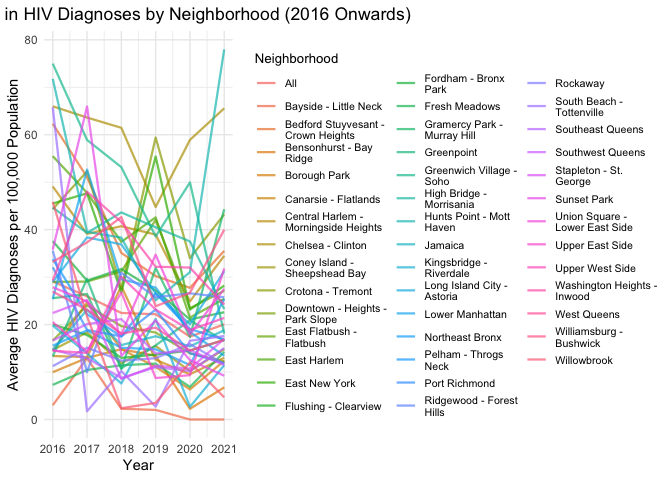 in HIV Diagnoses by Neighborhood (2016 Onwards)
Average HIV Diagnoses per 100,000 Population
80
60
40
20
0
2016 2017 2018 2019 2020 2021
Year
Neighborhood
All
Bayside - Little Neck
Bedford Stuyvesant -
Crown Heights
Bensonhurst - Bay
Ridge
Borough Park
Canarsie - Flatlands
Central Harlem -
Morningside Heights
Chelsea - Clinton
Coney Island -
Sheepshead Bay
Crotona - Tremont
Downtown - Heights -
Park Slope
East Flatbush -
Flatbush
East Harlem
East New York
Flushing - Clearview
Fordham - Bronx
Park
Fresh Meadows
Gramercy Park -
Murray Hill
Greenpoint
Greenwich Village -
Soho
High Bridge -
Morrisania
Hunts Point - Mott
Haven
Jamaica
Kingsbridge -
Riverdale
Long Island City -
Astoria
Lower Manhattan
Northeast Bronx
Pelham - Throgs
Neck
Port Richmond
Ridgewood - Forest
Hills
Rockaway
South Beach -
Tottenville
Southeast Queens
Southwest Queens
Stapleton - St.
George
Sunset Park
Union Square -
Lower East Side
Upper East Side
Upper West Side
Washington Heights -
Inwood
West Queens
Williamsburg -
Bushwick
Willowbrook